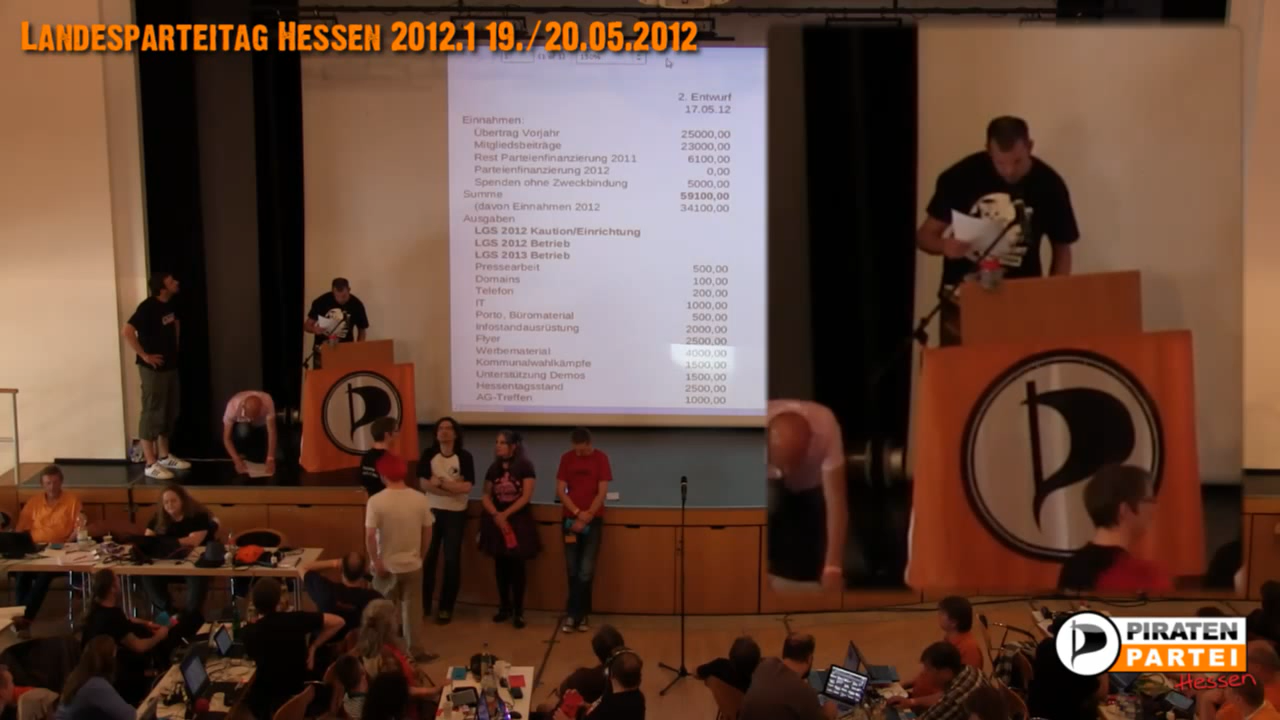 LANDESPARTEITAG HESSEN 2012.1 19./20.05.2012
2. Entwurf
17.05.12
Einnahmen:
Übertrag Vorjahr 25000,00
Mitgliedsbeiträge 23000,00
Rest Parteienfinanzierung 2011 6100,00
Parteienfinanzierung 2012 0,00
Spenden ohne Zweckbindung 5000,00
Summe 59100,00
(davon Einnahmen 2012 34100,00
Ausgaben
LGS 2012 Kaution/Einrichtung
LGS 2012 Betrieb
LGS 2013 Betrieb
Pressearbeit 500,00
Domains 100,00
Telefon 200,00
IT 1000,00
Porto, Büromaterial 500,00
Infostandausrüstung 2000,00
Flyer 2500,00
Werbematerial 4000,00
Kommunalwahlkämpfe 1500,00
Unterstützung Demos 1500,00
Hessentagsstand 2500,00
AG-Treffen 1000,00
PIRATEN
PARTEI
Hessen